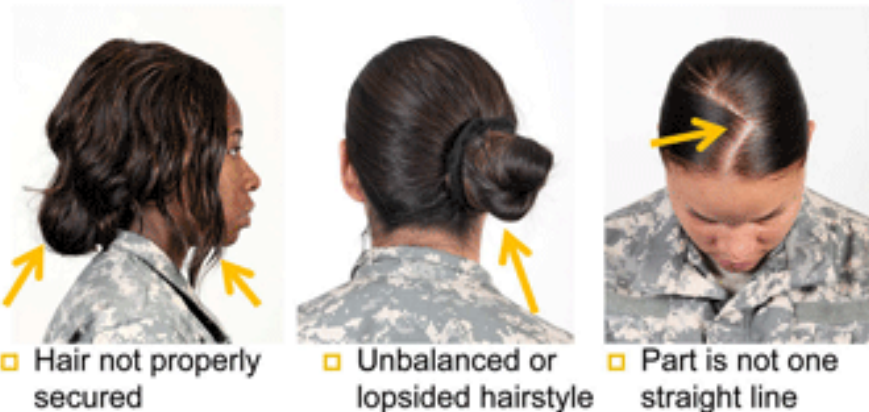 Hair not properly
secured
Unbalanced or
lopsided hairstyle
Part is not one
straight line